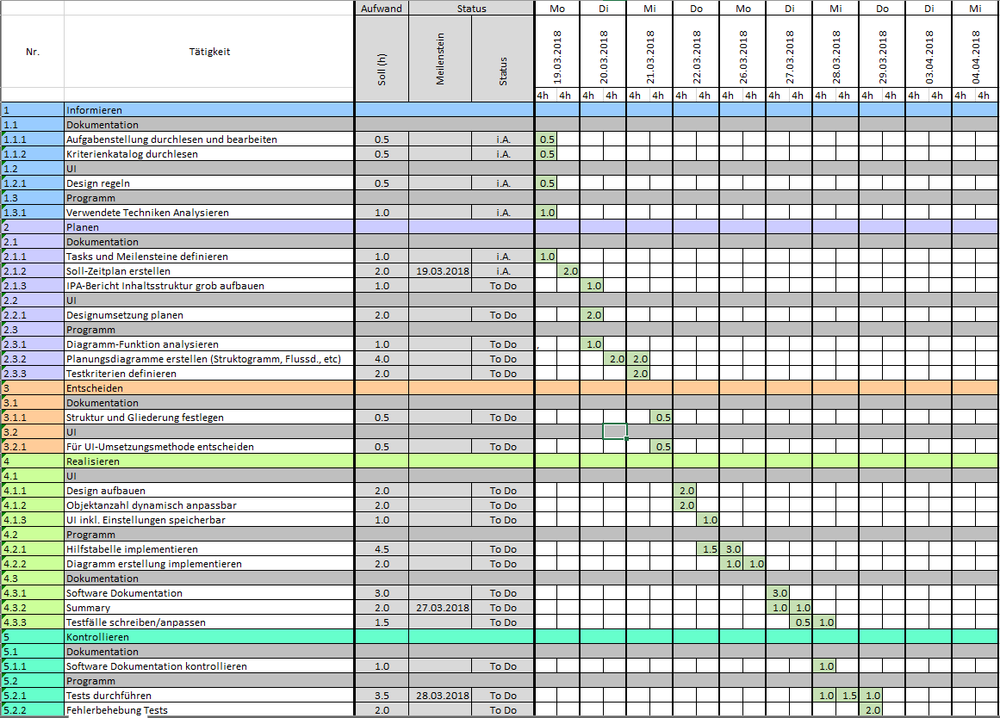 Aufwand Status Mo Di Mi Do Mo Di Mi Do Di Mi
Nr. Tätigkeit Soll (h) Meilenstein Status 19.03.2018 20.03.2018 21.03.2018 22.03.2018 26.03.2018 27.03.2018 28.03.2018 29.03.2018 03.04.2018 04.04.2018
4h 4h 4h 4h 4h 4h 4h 4h 4h 4h 4h 4h 4h 4h 4h 4h 4h 4h 4h 4h
1 Informieren
1.1 Dokumentation
1.1.1 Aufgabenstellung durchlesen und bearbeiten 0.5 i.A. 0.5
1.1.2 Kriterienkatalog durchlesen 0.5 i.A. 0.5
1.2 UI
1.2.1 Design regeln 0.5 i.A. 0.5
1.3 Programm
1.3.1 Verwendete Techniken Analysieren 1.0 i.A. 1.0
2 Planen
2.1 Dokumentation
2.1.1 Tasks und Meilensteine definieren 1.0 i.A. 1.0
2.1.2 Soll-Zeitplan erstellen 2.0 19.03.2018 i.A. 2.0
2.1.3 IPA-Bericht Inhaltsstruktur grob aufbauen 1.0 To Do 1.0
2.2 UI
2.2.1 Designumsetzung planen 2.0 To Do 2.0
2.3 Programm
2.3.1 Diagramm-Funktion analysieren 1.0 To Do , 1.0
2.3.2 Planungsdiagramme erstellen (Struktogramm, Flussd., etc) 4.0 To Do 2.0 2.0
2.3.3 Testkriterien definieren 2.0 To Do 2.0
3 Entscheiden
3.1 Dokumentation
3.1.1 Struktur und Gliederung festlegen 0.5 To Do 0.5
3.2 UI
3.2.1 Für UI-Umsetzungsmethode entscheiden 0.5 To Do 0.5
4 Realisieren
4.1 UI
4.1.1 Design aufbauen 2.0 To Do 2.0
4.1.2 Objektanzahl dynamisch anpassbar 2.0 To Do 2.0
4.1.3 UI inkl. Einstellungen speicherbar 1.0 To Do 1.0
4.2 Programm
4.2.1 Hilfstabelle implementieren 4.5 To Do 1.5 3.0
4.2.2 Diagramm erstellung implementieren 2.0 To Do 1.0 1.0
4.3 Dokumentation
4.3.1 Software Dokumentation 3.0 To Do 3.0
4.3.2 Summary 2.0 27.03.2018 To Do 1.0 1.0
4.3.3 Testfälle schreiben/anpassen 1.5 To Do 0.5 1.0
5 Kontrollieren
5.1 Dokumentation
5.1.1 Software Dokumentation kontrollieren 1.0 To Do 1.0
5.2 Programm
5.2.1 Tests durchführen 3.5 28.03.2018 To Do 1.0 1.5 1.0
5.2.2 Fehlerbehebung Tests 2.0 To Do 2.0